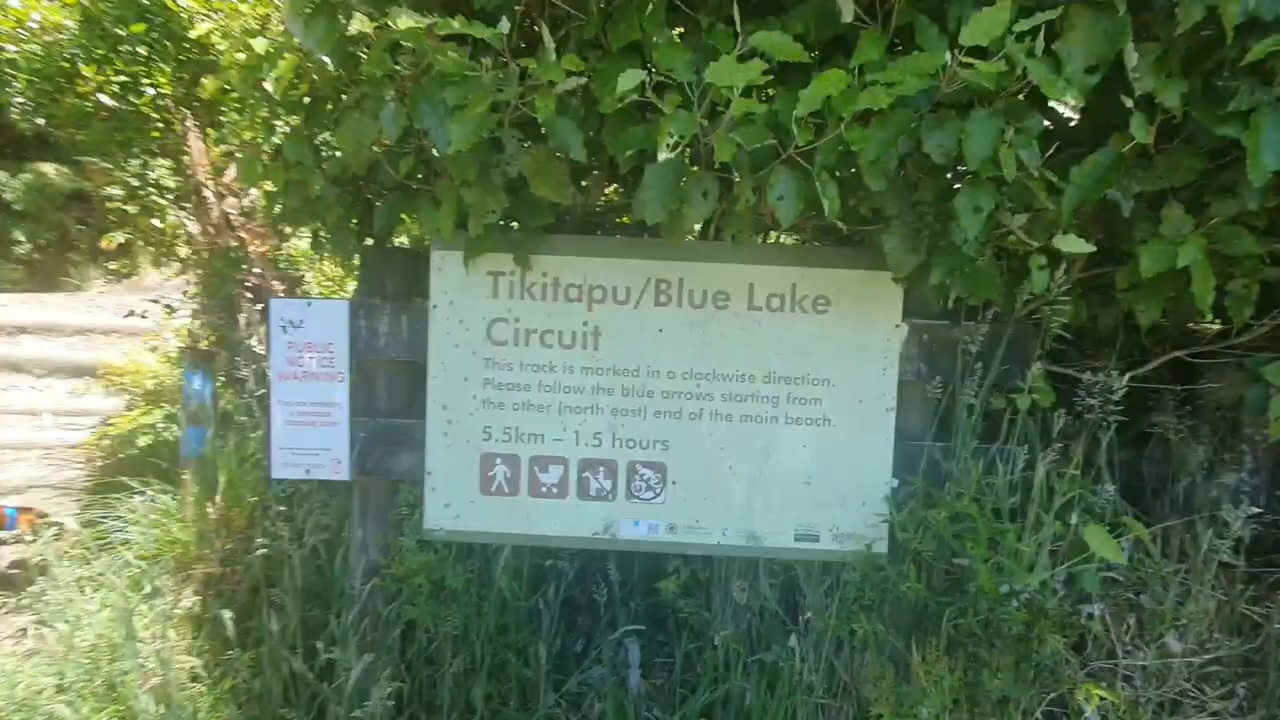 PUBLIC
NOTICE
WARNING
Tikitapu/Blue Lake
Circuit
This track is marked in a clockwise direction.
Please follow the blue arrows starting from
the other (north east) end of the main beach.
5.5km – 1.5 hours